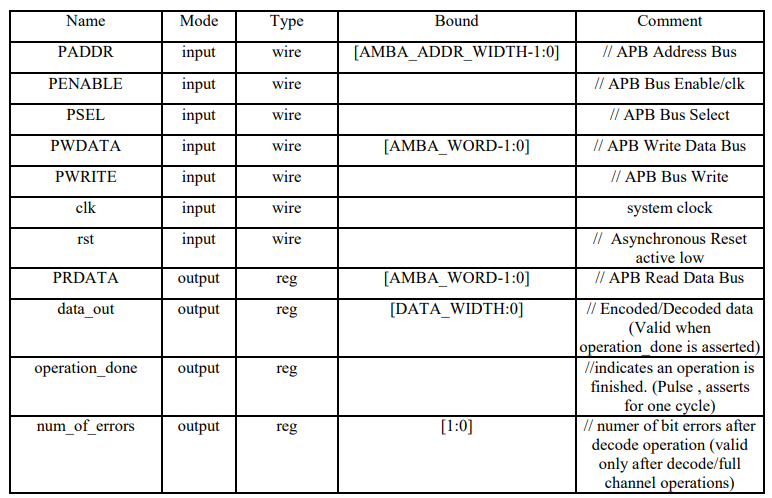 Name Mode Type Bound Comment
PADDR input wire [AMBA_ADDR_WIDTH-1:0] // APB Address Bus
PENABLE input wire // APB Bus Enable/clk
PSEL input wire // APB Bus Select
PWDATA input wire [AMBA_WORD-1:0] // APB Write Data Bus
PWRITE input wire // APB Bus Write
clk input wire system clock
rst input wire // Asynchronous Reset
active low
PRDATA output reg [AMBA_WORD-1:0] // APB Read Data Bus
data_out output reg [DATA_WIDTH:0] // Encoded/Decoded data
(Valid when
operation_done is asserted)
operation_done output reg //indicates an operation is
finished. (Pulse , asserts
for one cycle)
num_of_errors output reg [1:0] // numer of bit errors after
decode operation (valid
only after decode/full
channel operations)